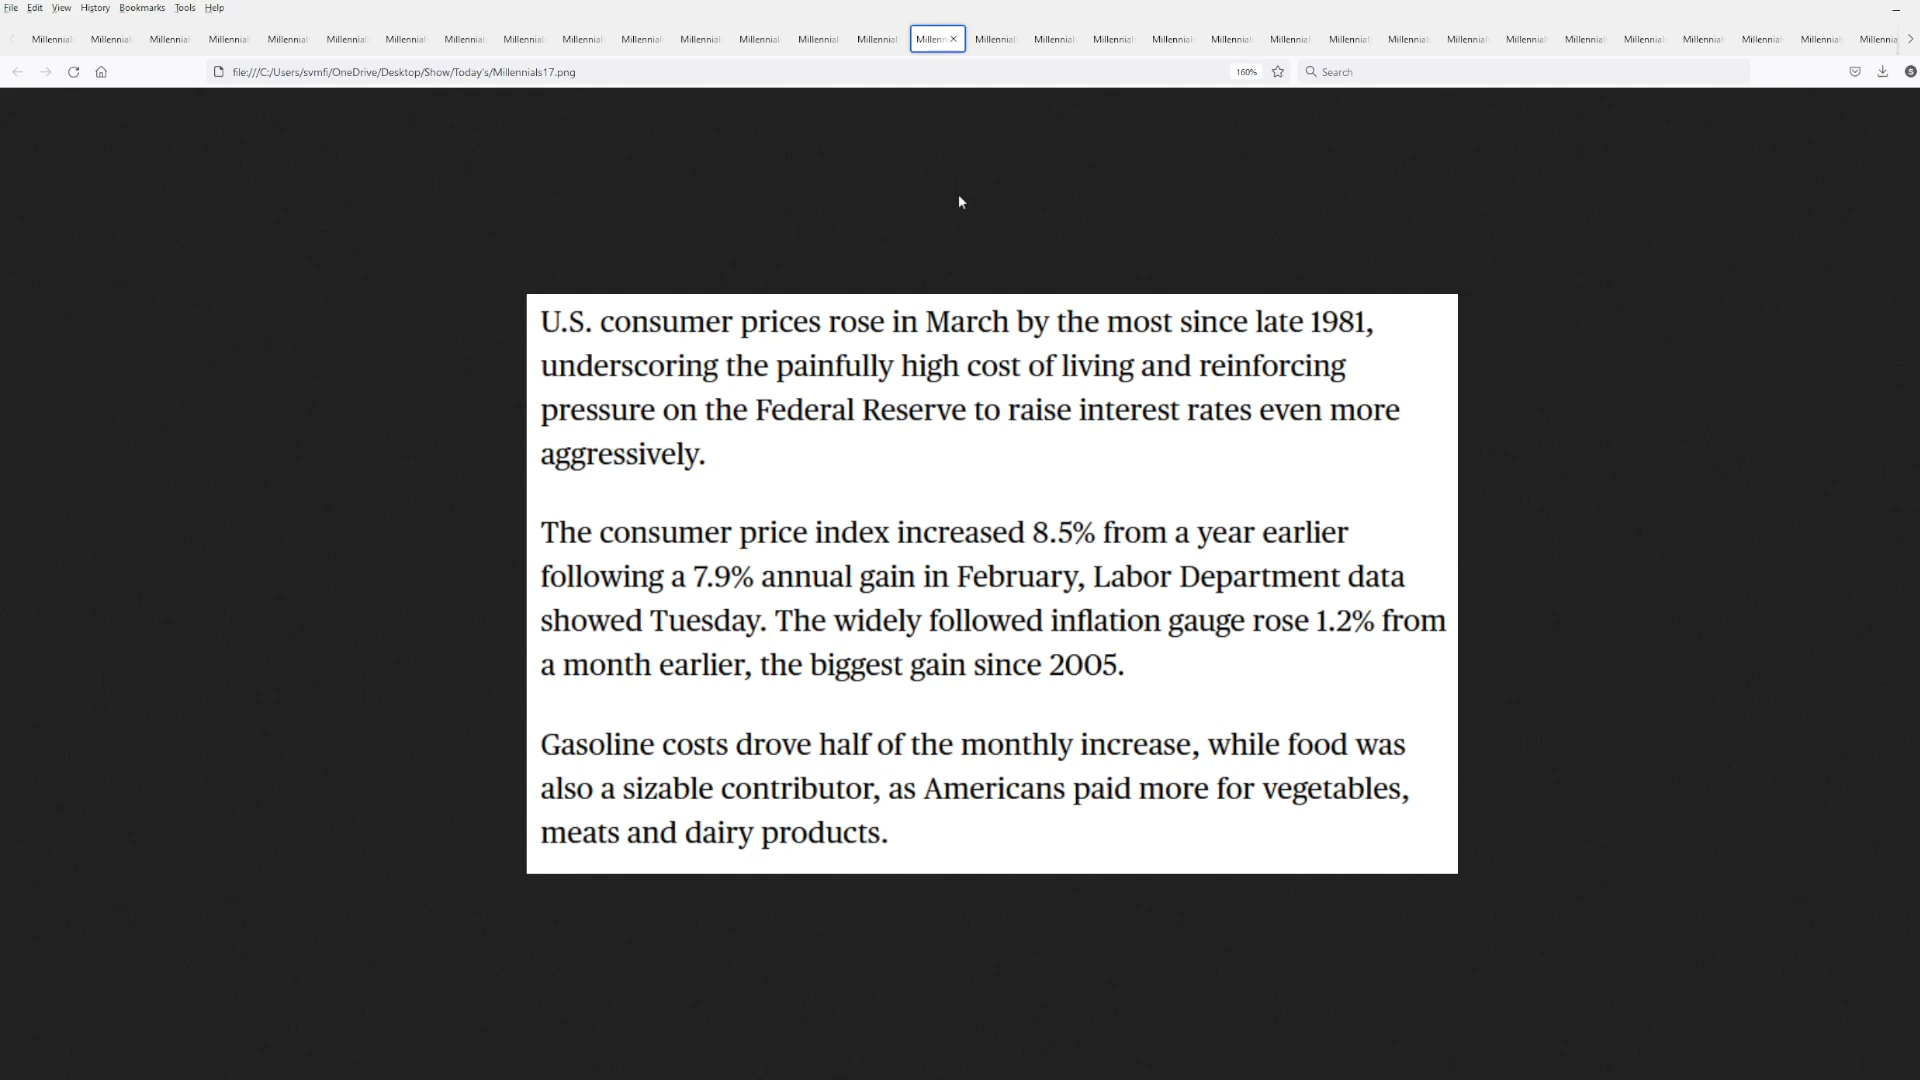 File Edit View History Bookmarks Tools Help
Millennial Millennial Millennial Millennial Millennial Millennial Millennial Millennial Millennial Millennial Millennial Millennial Millennial Millennial Millennial Millenn Millennial Millennial Millennial Millennial Millennial Millennial Millennial Millennial Millennial Millennial Millennial Millennial Millennial Millennial Millennial Millennia
file:///C:/Users/svmfi/OneDrive/Desktop/Show/Today's/Millennials17.png 160% Search S
U.S. consumer prices rose in March by the most since late 1981,
underscoring the painfully high cost of living and reinforcing
pressure on the Federal Reserve to raise interest rates even more
aggressively.
The consumer price index increased 8.5% from a year earlier
following a 7.9% annual gain in February, Labor Department data
showed Tuesday. The widely followed inflation gauge rose 1.2% from
a month earlier, the biggest gain since 2005.
Gasoline costs drove half of the monthly increase, while food was
also a sizable contributor, as Americans paid more for vegetables,
meats and dairy products.